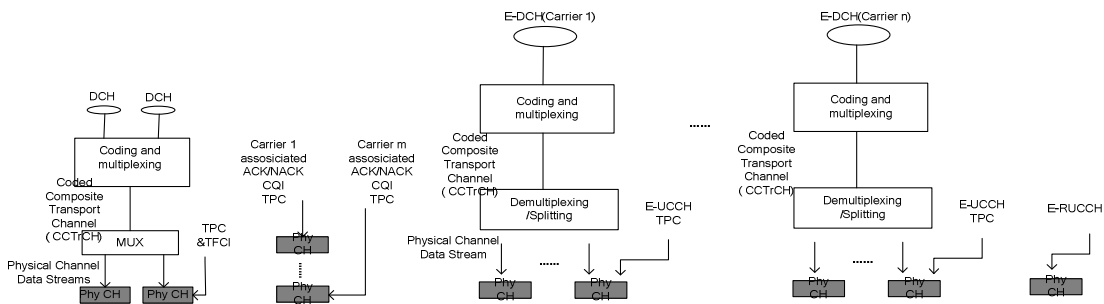 E-DCH(Carrier 1)
E-DCH(Carrier n)
DCH
DCH
Coding and
multiplexing
Coded
Composite
Transport
Channel
( CCTrCH)
MUX
TPC
&TFCI
Physical Channel
Data Streams
Phy CH
Phy CH
Carrier 1
assosiciated
ACK/NACK
CQI
TPC
Phy
CH
......
Phy
CH
Carrier m
assosiciated
ACK/NACK
CQI
TPC
Coding and
multiplexing
Coded
Composite
Transport
Channel
( CCTrCH)
Demultiplexing
/Splitting
E-UCCH
TPC
Physical Channel
Data Stream
......
Phy
CH
Phy
CH
......
Coding and
multiplexing
Coded
Composite
Transport
Channel
( CCTrCH)
Demultiplexing
/Splitting
E-UCCH
TPC
......
Phy
CH
Phy
CH
E-RUCCH
Phy
CH